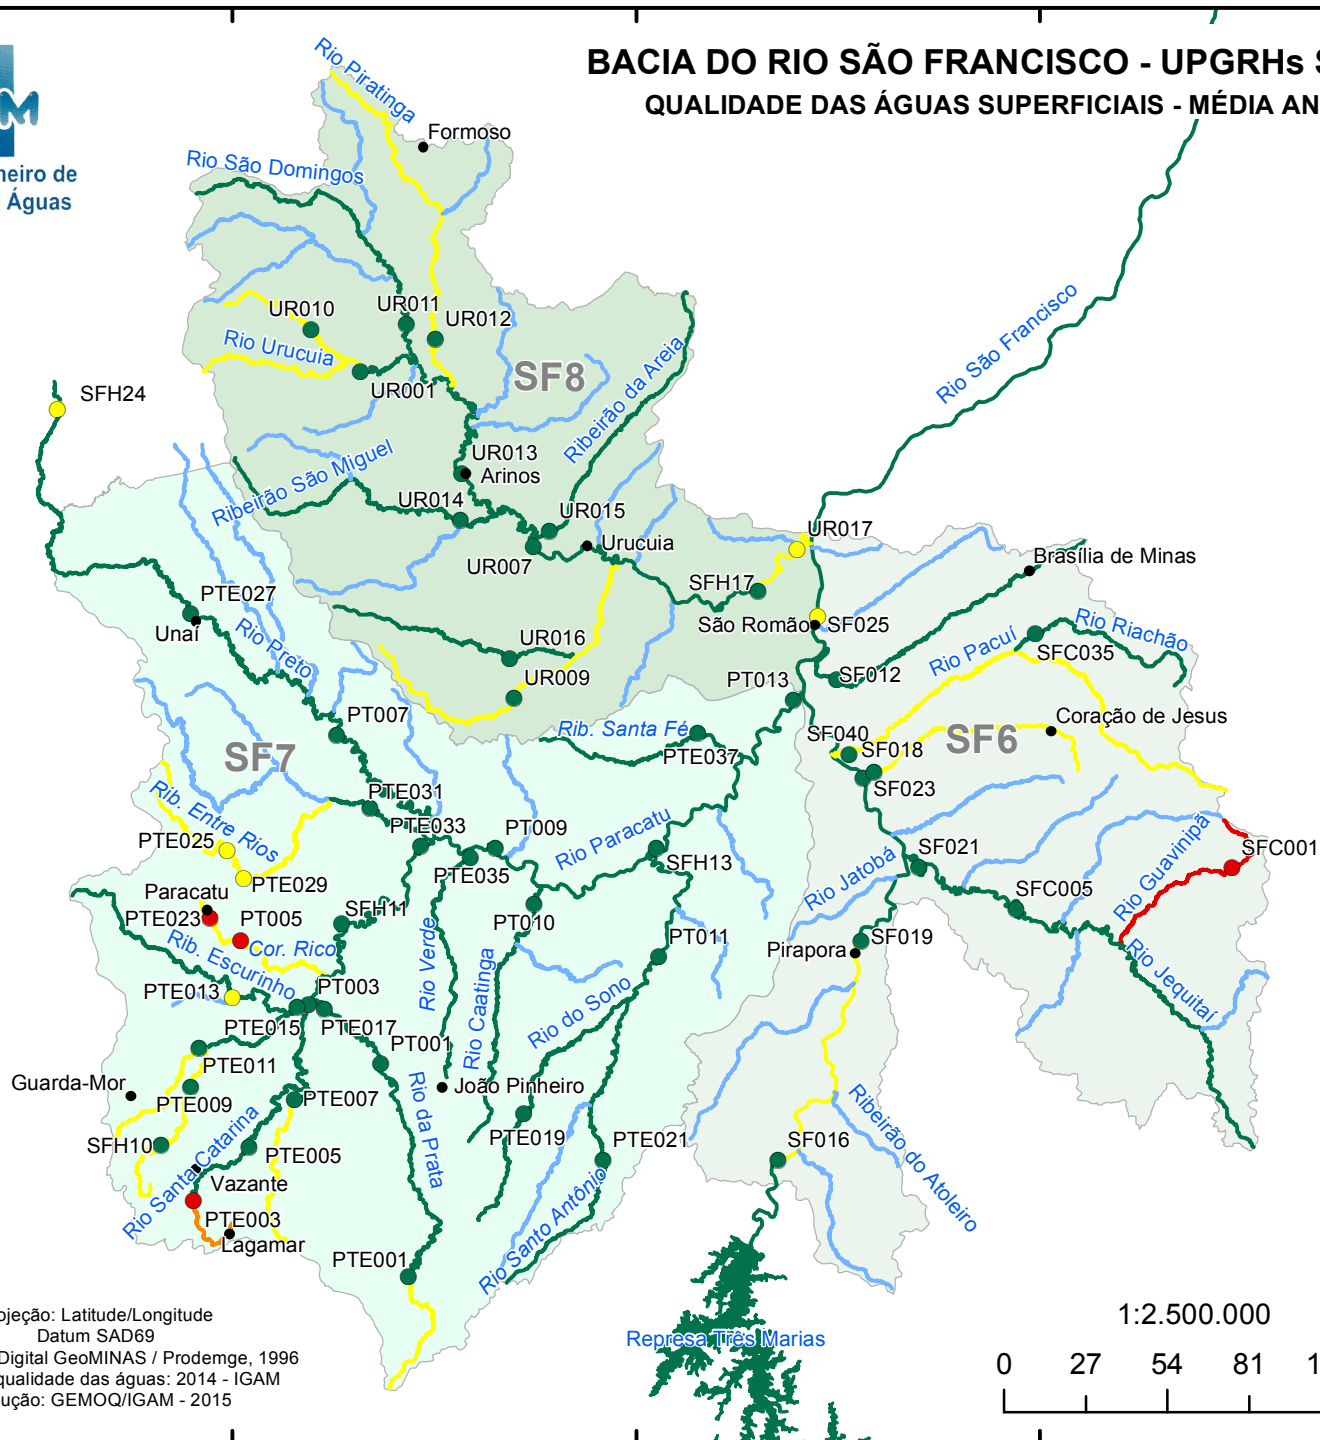 BACIA DO RIO SÃO FRANCISCO - UPGRHs
QUALIDADE DAS ÁGUAS SUPERFICIAIS - MÉDIA AN
neiro de
Águas
Rio Piratinga
Formoso
Rio São Domingos
UR010
UR011
UR012
Rio Urucuia
UR001
SF8
Ribeirão da Areia
Rio São Francisco
SFH24
UR013
Arinos
Ribeirão São Miguel
UR014
UR015
UR007
Urucuia
UR017
SFH17
Brasília de Minas
PTE027
Unaí
Rio Preto
São Romão
SF025
UR016
UR009
Rio Pacuí
Rio Riachão
SFC035
SF012
PT013
PT007
Rib. Santa Fé
PTE037
Coração de Jesus
SF040
SF018
SF6
SF023
SF7
Rib. Entre Rios
PTE031
PTE033
PTE025
PT009
Rio Paracatu
SFH13
PTE035
PTE029
Rio Jatobá
SF021
Rio Guavinipã
SFC001
SFC005
Paracatu
PTE023
PT005
SFH11
Cor. Rico
Rib. Escurinho
Rio Verde
PT010
PT011
Rio Caatinga
Pirapora
SF019
Rio Jequitaí
PTE013
PT003
PTE015
PTE017
Rio do Sono
PT001
PTE011
Guarda-Mor
PTE009
PTE007
João Pinheiro
Rio da Prata
PTE019
PTE021
SFH10
PTE005
SF016
Ribeirão do Atoleiro
Rio Santa Catarina
Vazante
PTE003
Lagamar
Rio Santo Antônio
PTE001
Represa Três Marias
ojeção: Latitude/Longitude
Datum SAD69
Digital GeoMINAS / Prodemge, 1996
qualidade das águas: 2014 - IGAM
ução: GEMOQ/IGAM - 2015
1:2.500.000
0 27 54 81 1